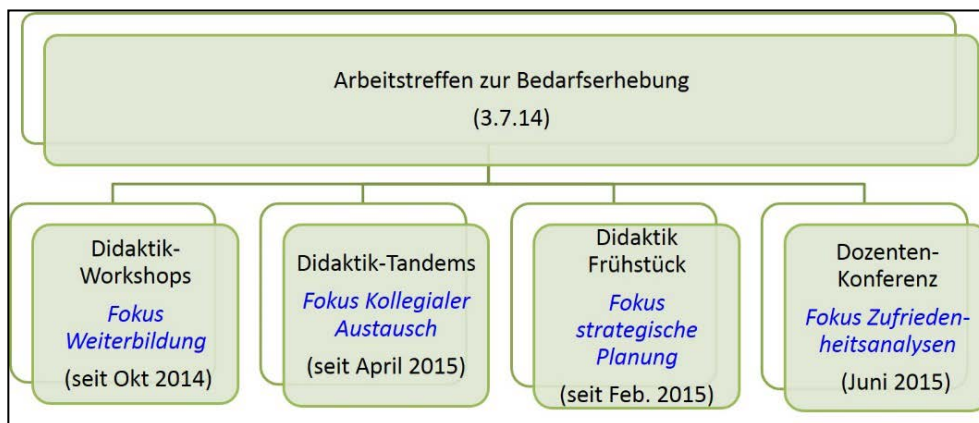 Arbeitstreffen zur Bedarfserhebung
(3.7.14)
Didaktik-
Workshops
Fokus
Weiterbildung
(seit Okt 2014)
Didaktik-Tandems
Fokus Kollegialer
Austausch
(seit April 2015)
Didaktik
Frühstück
Fokus
strategische
Planung
(seit Feb. 2015)
Dozenten-
Konferenz
Fokus Zufrieden-
heitsanalysen
(Juni 2015)